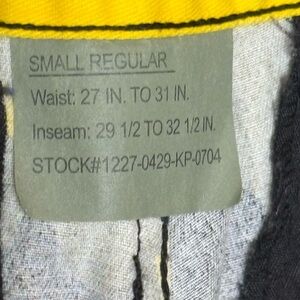 SMALL REGULAR
Waist: 27 IN. TO 31 IN.
Inseam: 29 1/2 TO 32 1/2 IN.
STOCK#1227-0429-KP-0704